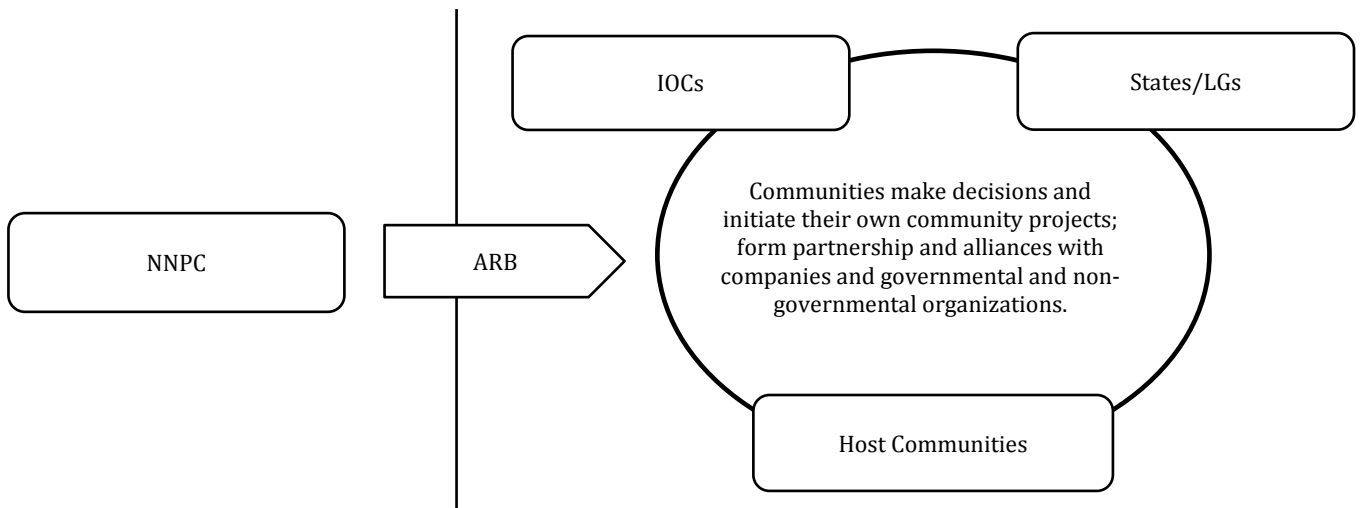 IOCs
States/LGs
NNPC
ARB
Communities make decisions and
initiate their own community projects;
form partnership and alliances with
companies and governmental and non-
governmental organizations.
Host Communities